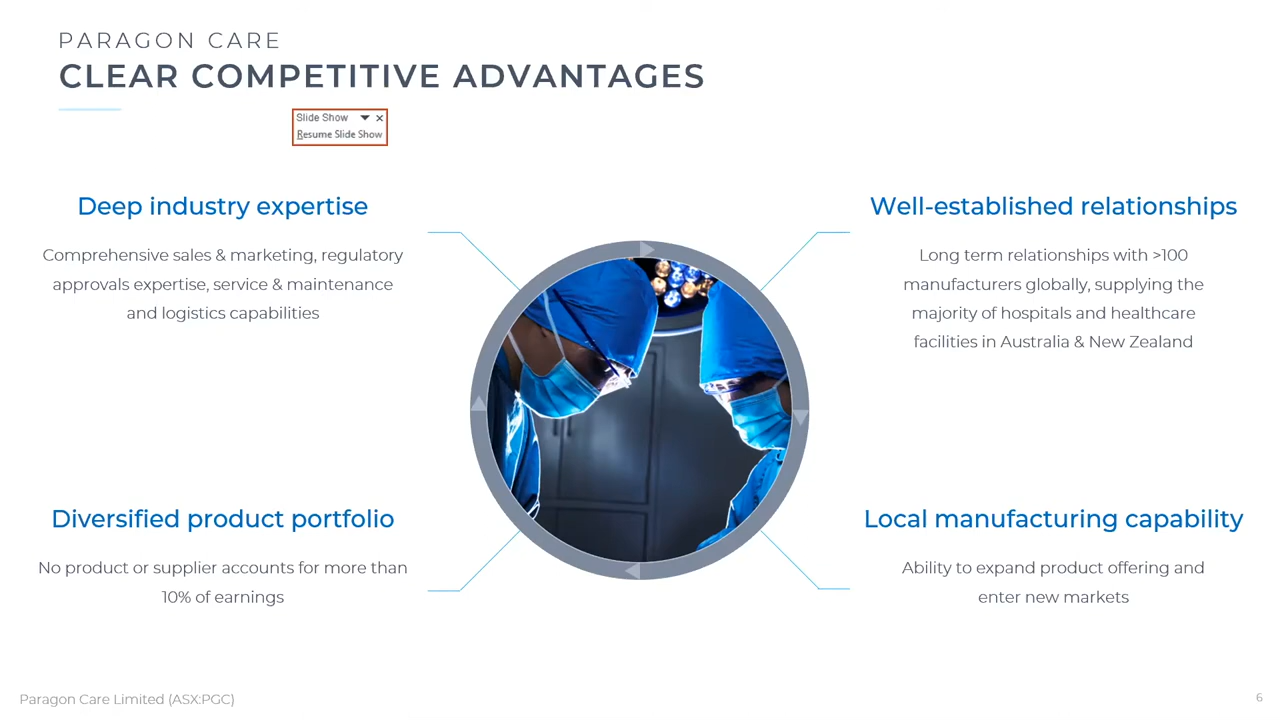 PARAGON CARE
CLEAR COMPETITIVE ADVANTAGES
Slide Show
Resume Slide Show
Deep industry expertise
Comprehensive sales & marketing, regulatory
approvals expertise, service & maintenance
and logistics capabilities
Well-established relationships
Long term relationships with >100
manufacturers globally, supplying the
majority of hospitals and healthcare
facilities in Australia & New Zealand
Diversified product portfolio
No product or supplier accounts for more than
10% of earnings
Local manufacturing capability
Ability to expand product offering and
enter new markets
Paragon Care Limited (ASX:PGC)
6